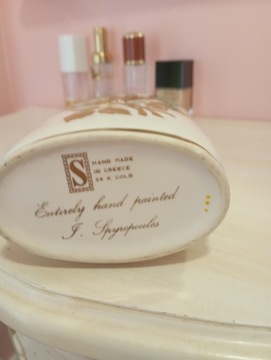 S
HAND MADE
IN GREECE
24 K GOLD
Entirely hand painted
J. Spyropoulos